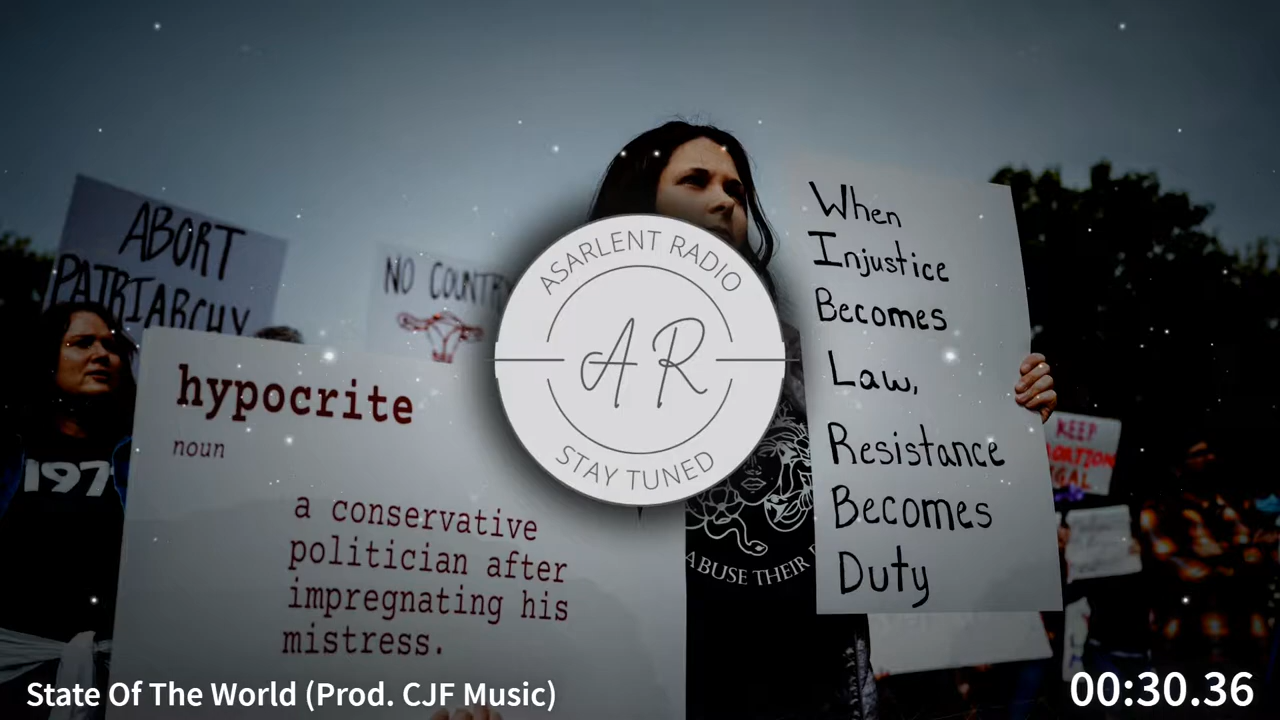 ABORT
PATRIARCHY
NO COUNTRY
hypocrite
noun
a conservative
politician after
impregnating his
mistress.
197
ASARLENT RADIO
AR
STAY TUNED
ABUSE THEIR
When
Injustice
Becomes
Law,
Resistance
Becomes
Duty
KEEP
State Of The World (Prod. CJF Music)
00:30.36